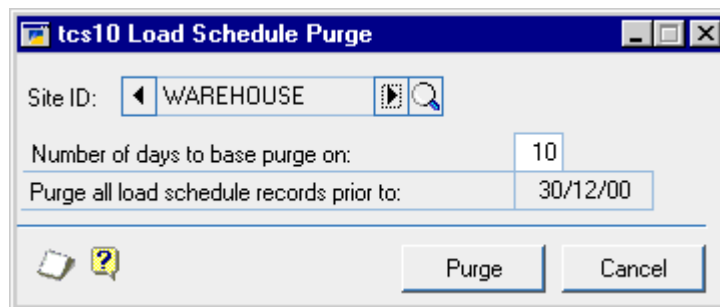 tcs10 Load Schedule Purge
Site ID: WAREHOUSE
Number of days to base purge on: 10
Purge all load schedule records prior to: 30/12/00
Purge Cancel